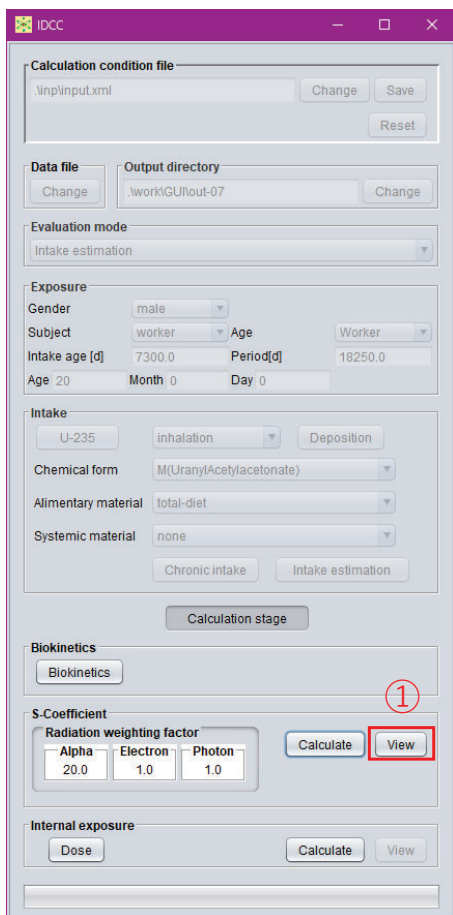 IDCC
Calculation condition file
.\inp\input.xml Change Save
Reset
Data file Output directory
Change .\work\GUI\out-07 Change
Evaluation mode
Intake estimation
Exposure
Gender male
Subject worker Age Worker
Intake age [d] 7300.0 Period[d] 18250.0
Age 20 Month 0 Day 0
Intake
U-235 inhalation Deposition
Chemical form M(UranylAcetylacetonate)
Alimentary material total-diet
Systemic material none
Chronic intake Intake estimation
Calculation stage
Biokinetics
Biokinetics
①
S-Coefficient
Radiation weighting factor
Alpha Electron Photon Calculate View
20.0 1.0 1.0
Internal exposure
Dose Calculate View